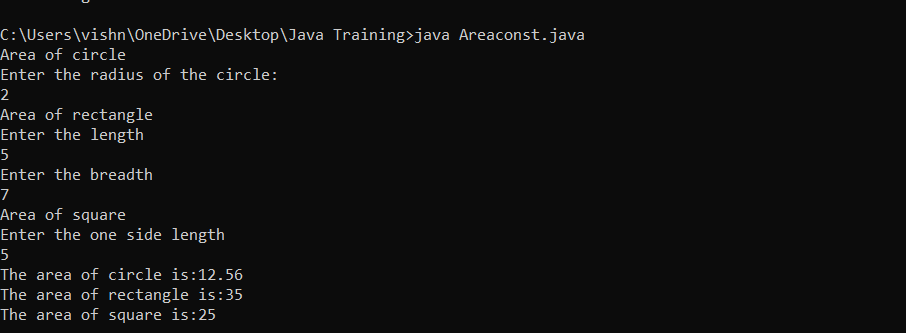 C:\Users\vishn\OneDrive\Desktop\Java Training>java Areaconst.java
Area of circle
Enter the radius of the circle:
2
Area of rectangle
Enter the length
5
Enter the breadth
7
Area of square
Enter the one side length
5
The area of circle is:12.56
The area of rectangle is:35
The area of square is:25